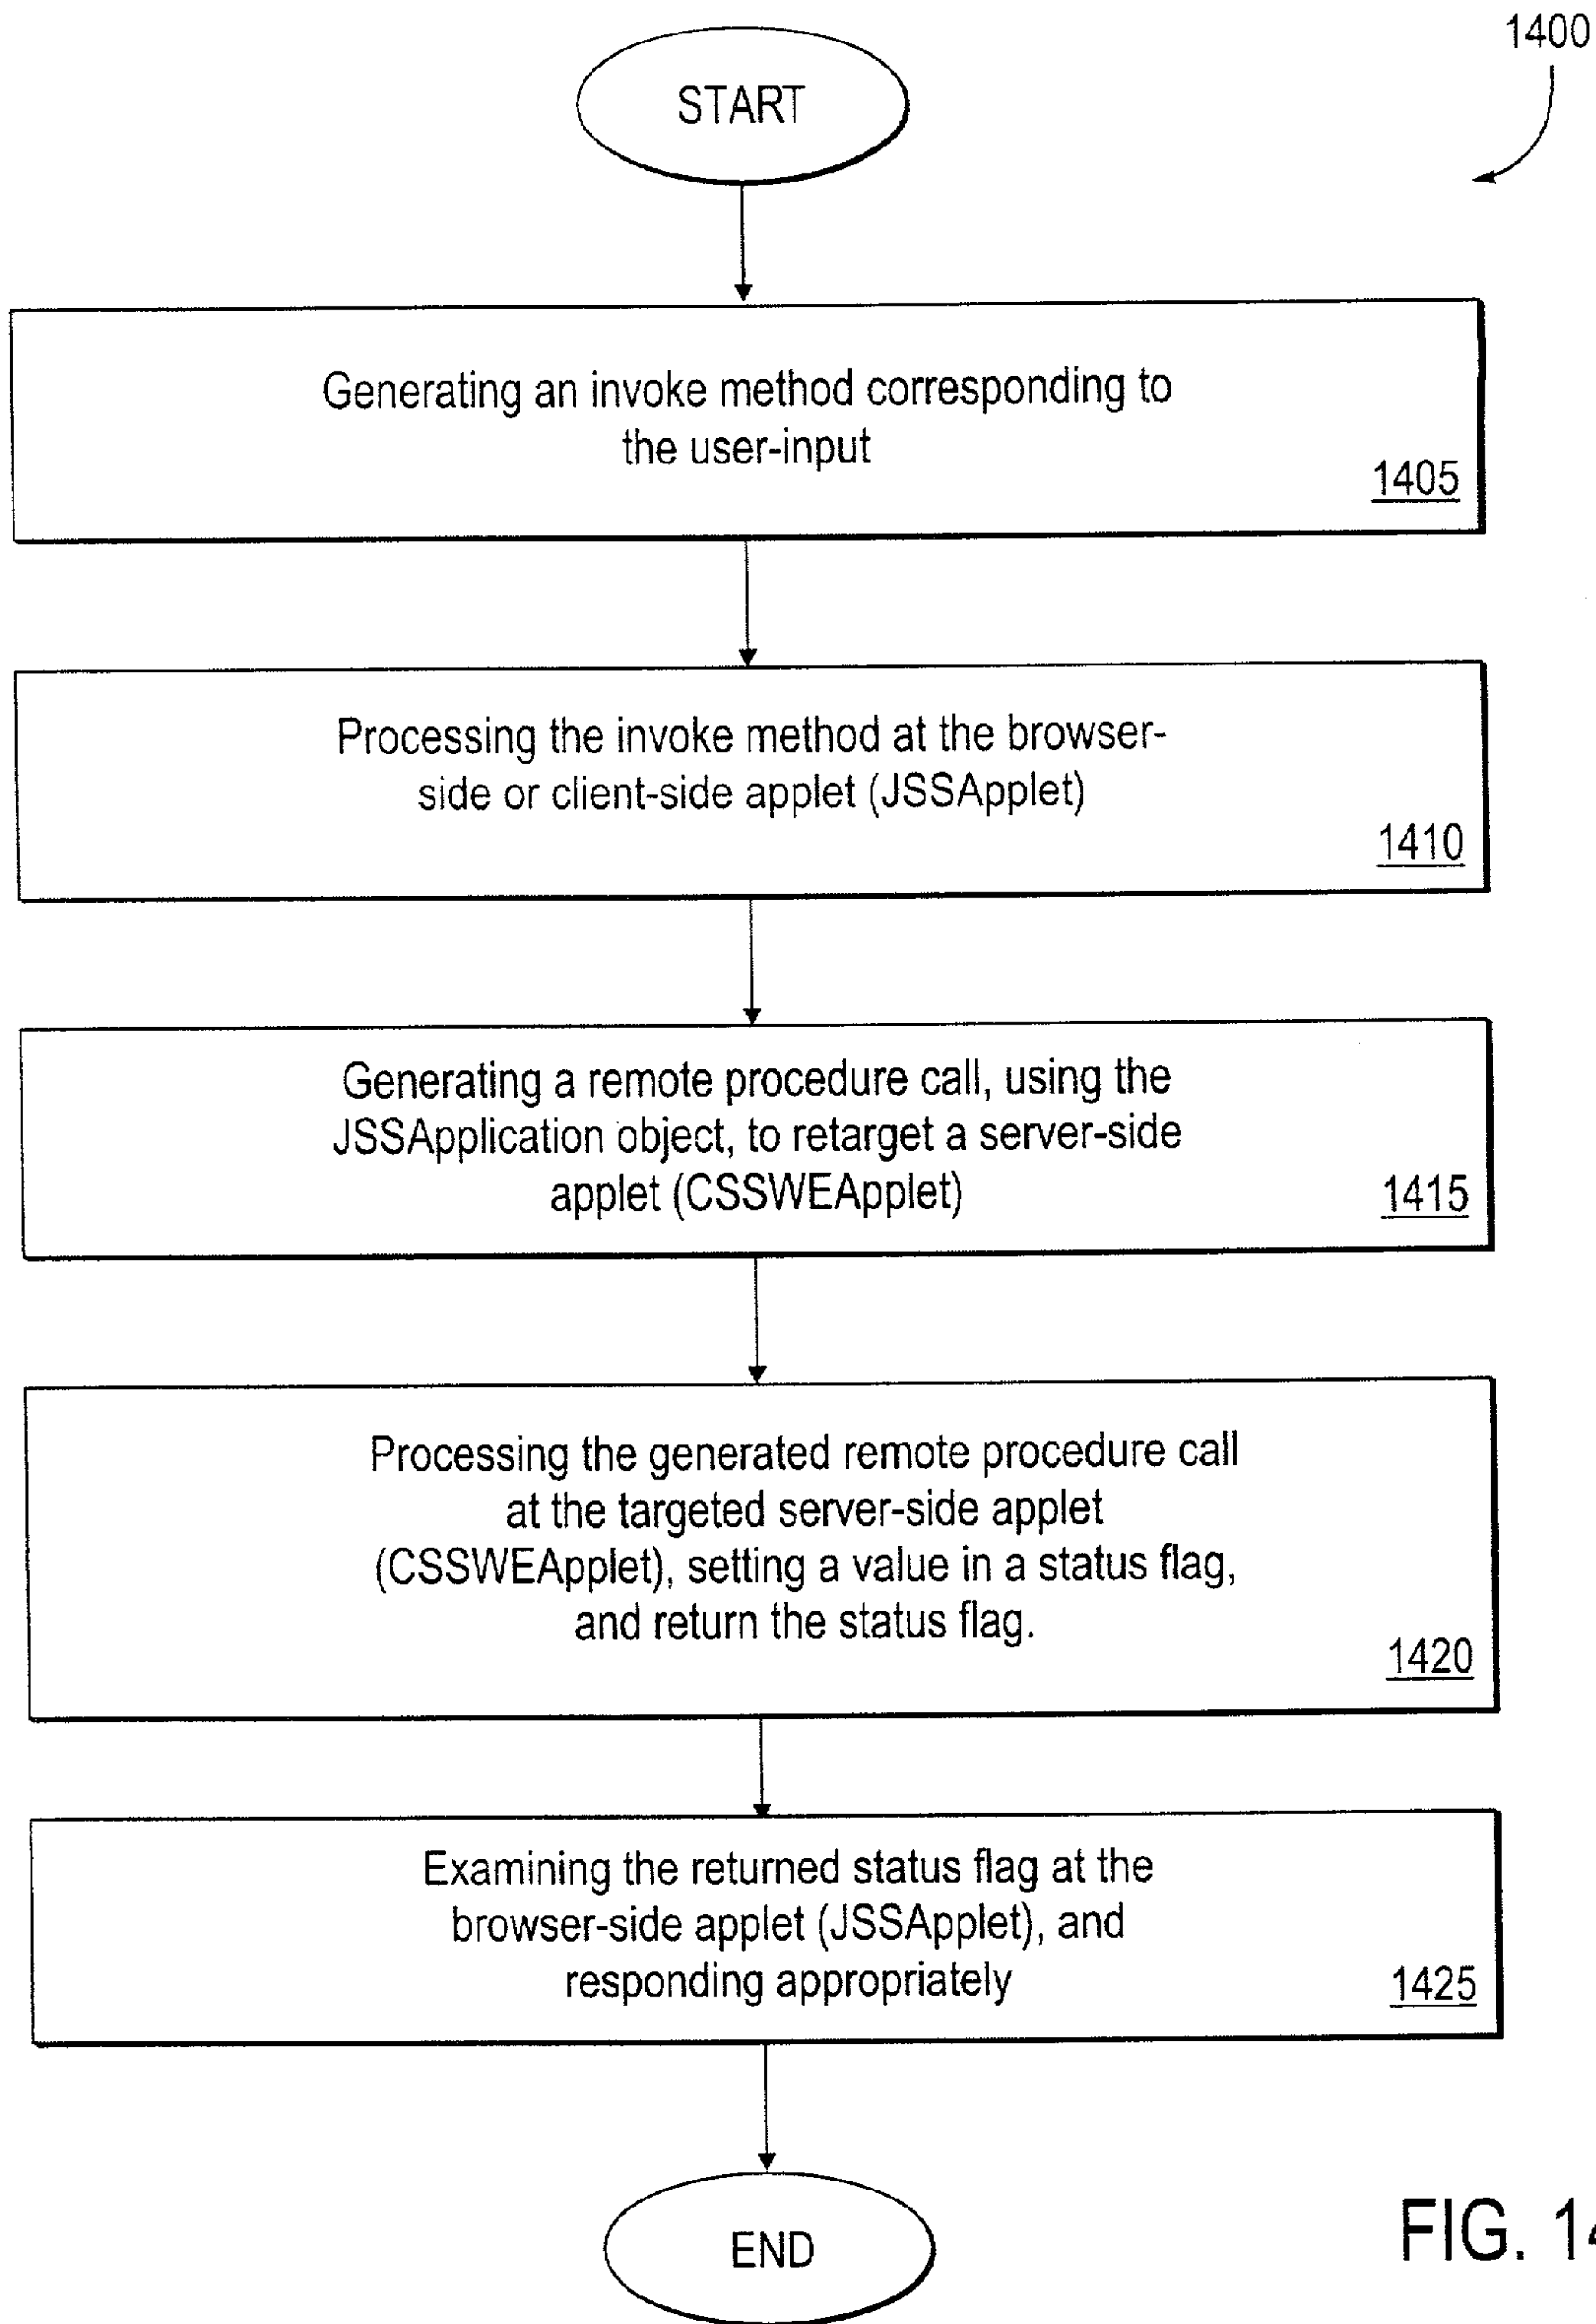 1400
START
Generating an invoke method corresponding to
the user-input
1405
Processing the invoke method at the browser-
side or client-side applet (JSSApplet)
1410
Generating a remote procedure call, using the
JSSApplication object, to retarget a server-side
applet (CSSWEApplet)
1415
Processing the generated remote procedure call
at the targeted server-side applet
(CSSWEApplet), setting a value in a status flag,
and return the status flag.
1420
Examining the returned status flag at the
browser-side applet (JSSApplet), and
responding appropriately
1425
END
FIG. 14